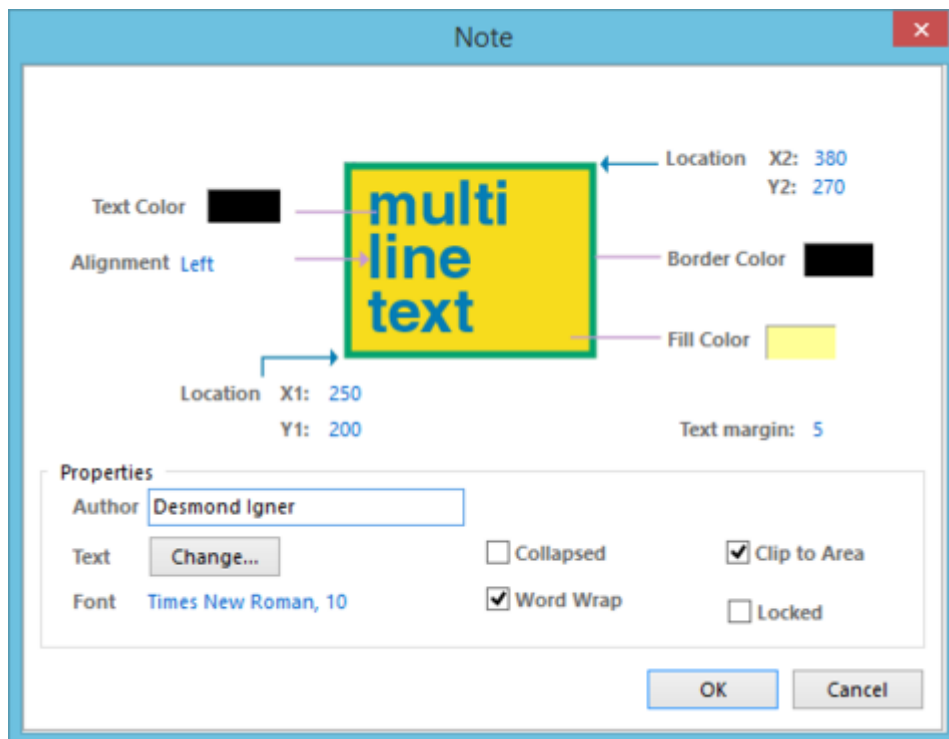 Note
Location X2: 380
Y2: 270
Text Color
multi
line
text
Alignment Left
Border Color
Fill Color
Location X1: 250
Y1: 200
Text margin: 5
Properties
Author Desmond Igner
Text Change... Collapsed Clip to Area
Font Times New Roman, 10 Word Wrap Locked
OK Cancel